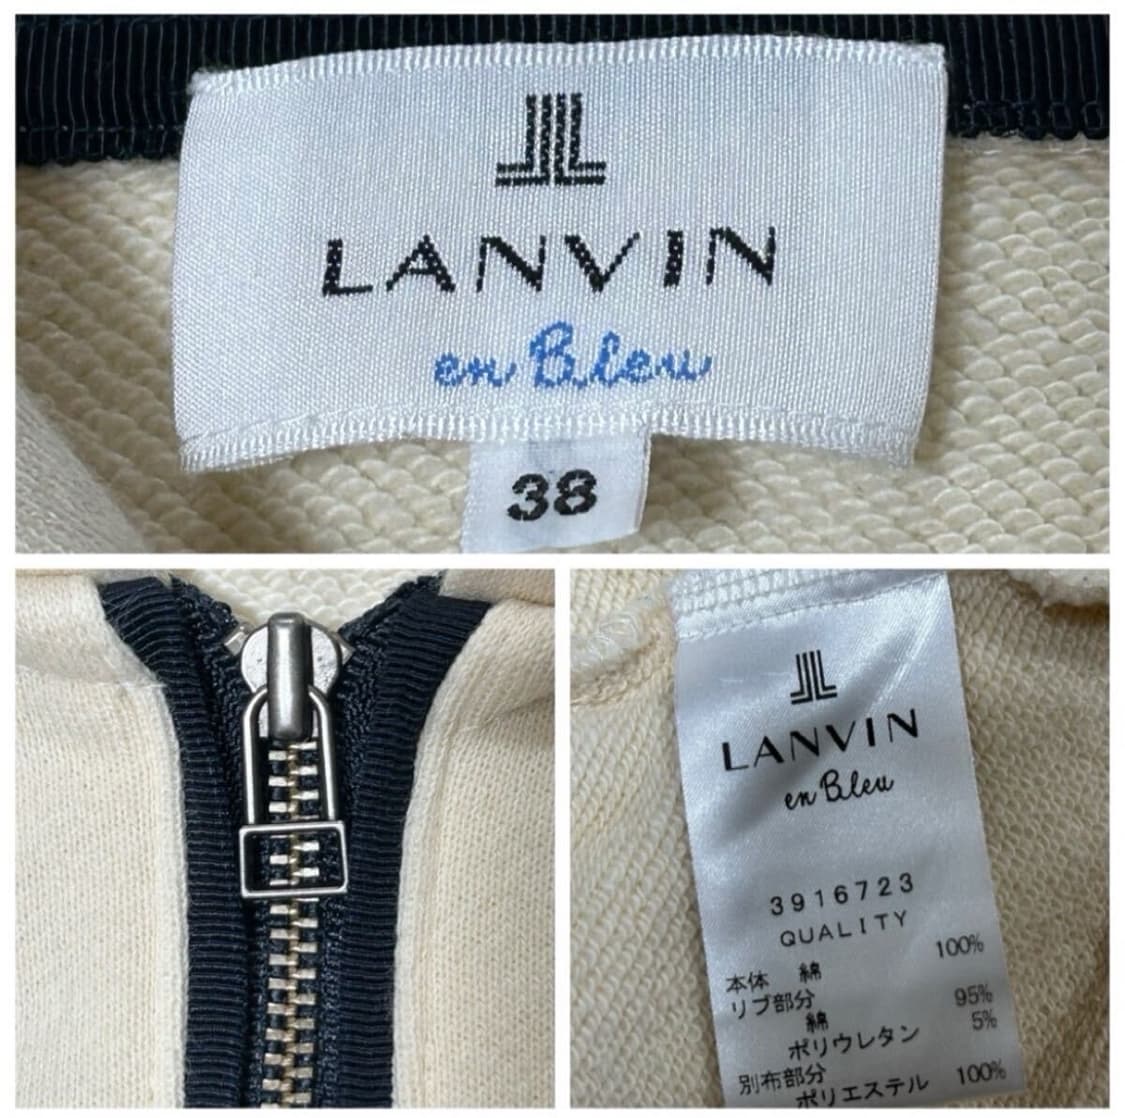 LANVIN
en Bleu
38
LANVIN
en Bleu
3916723
QUALITY
本体 綿 100%
リブ部分
綿 95%
ポリウレタン 5%
別布部分
ポリエステル 100%